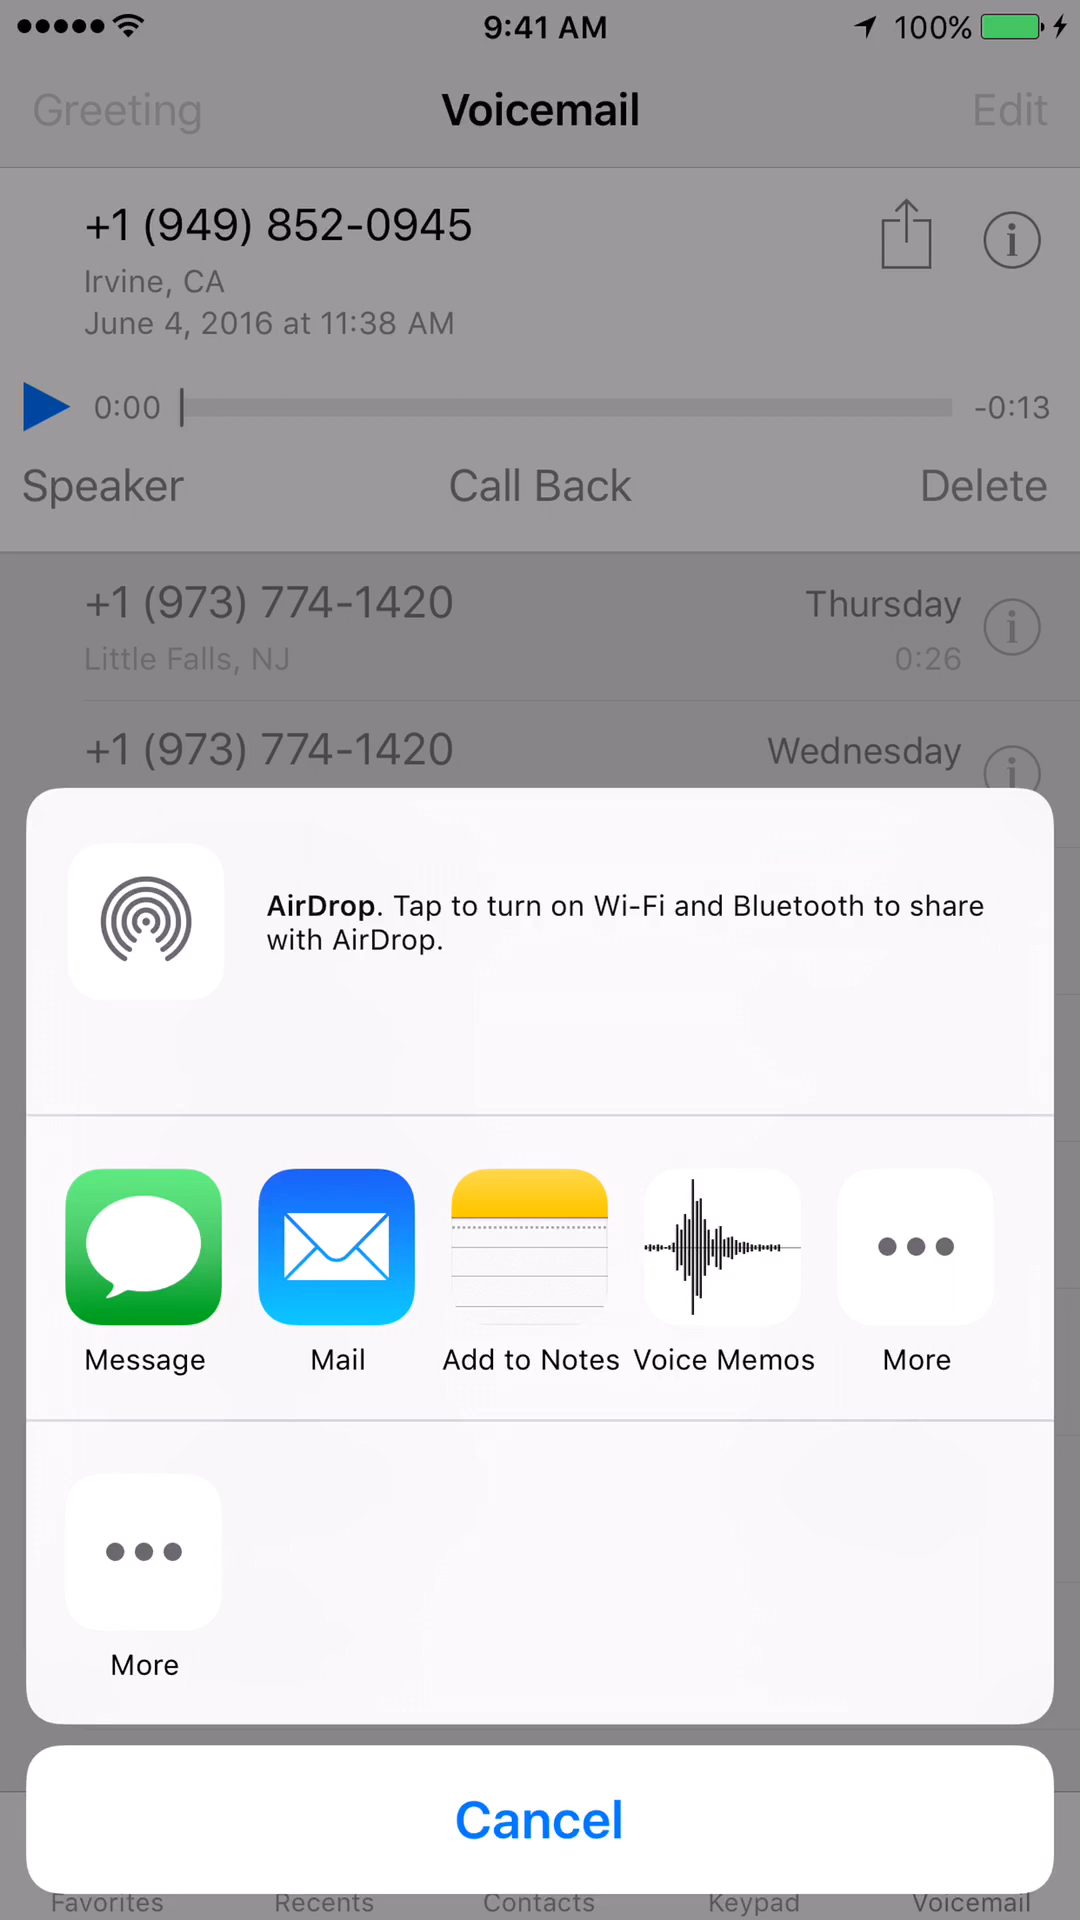 9:41 AM
100%
Greeting
Voicemail
Edit
+1 (949) 852-0945
Irvine, CA
June 4, 2016 at 11:38 AM
0:00
-0:13
Speaker
Call Back
Delete
+1 (973) 774-1420
Thursday
Little Falls, NJ
0:26
+1 (973) 774-1420
Wednesday
AirDrop. Tap to turn on Wi-Fi and Bluetooth to share
with AirDrop.
Message
Mail
Add to Notes
Voice Memos
More
More
Cancel
Favorites
Recents
Contacts
Keypad
Voicemail